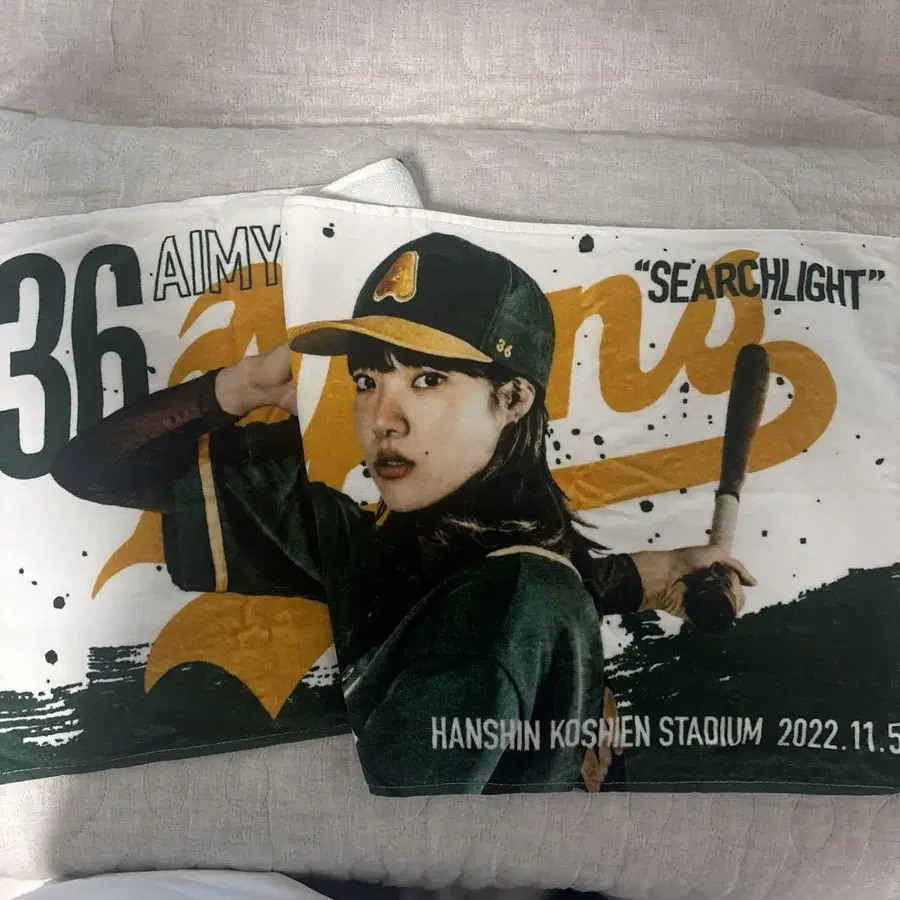 36 AIMY
"SEARCHLIGHT"
A
36
HANSHIN KOSHIEN STADIUM 2022.11.5